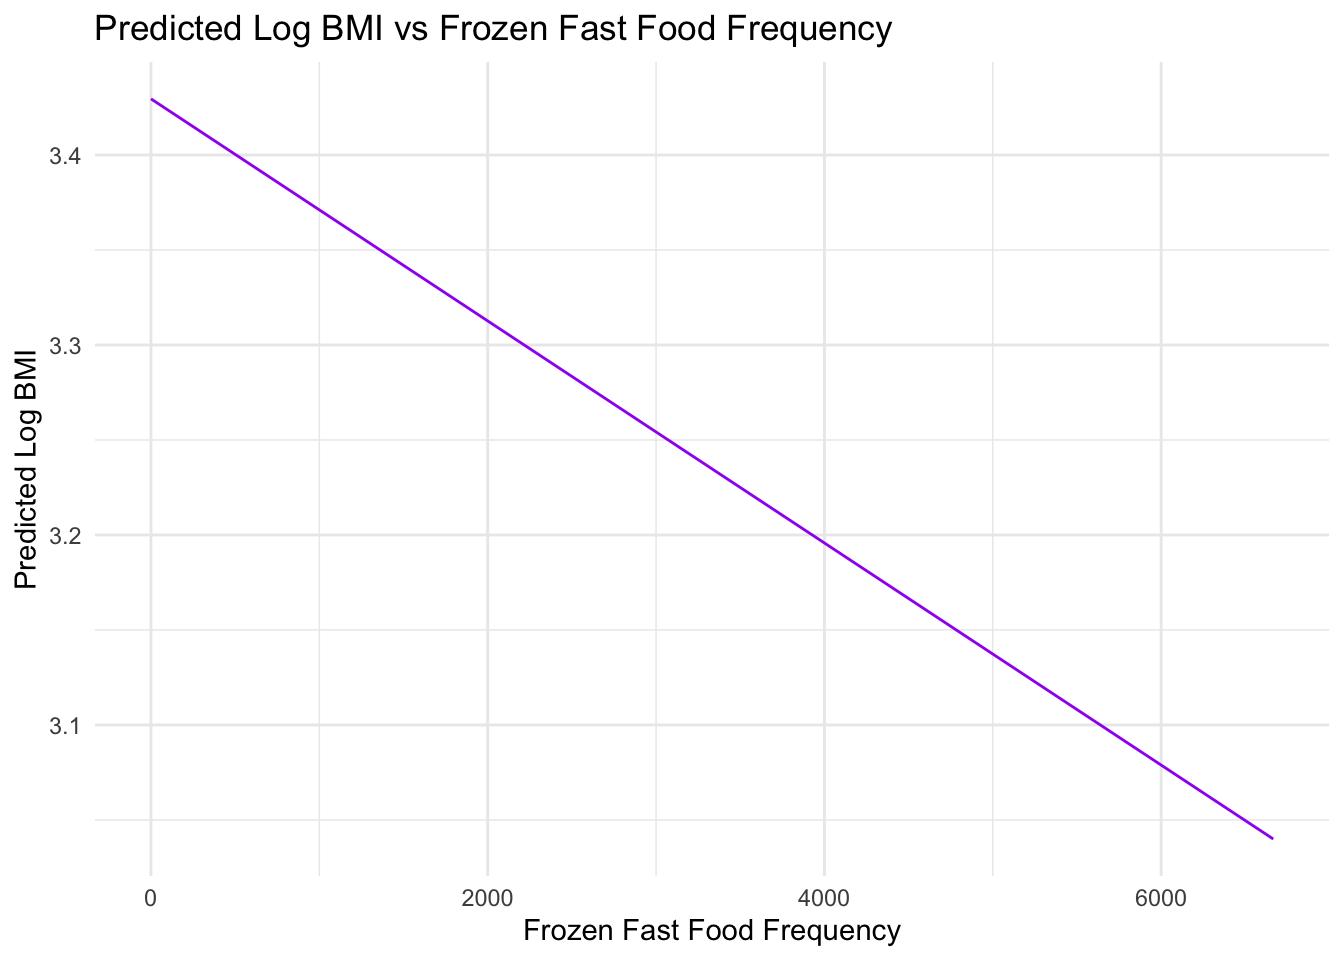 Predicted Log BMI vs Frozen Fast Food Frequency
Predicted Log BMI
3.4
3.3
3.2
3.1
0 2000 4000 6000
Frozen Fast Food Frequency